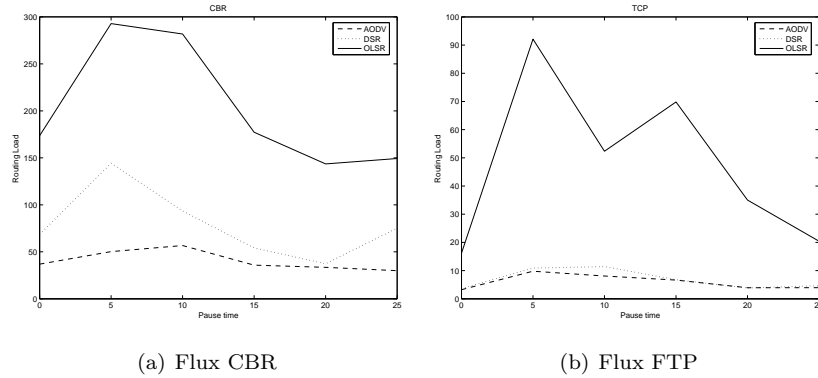 CBR
300
250
200
150
100
50
0
0 5 10 15 20 25
Routing Load
Pause time
AODV
DSR
OLSR
(a) Flux CBR
TCP
100
90
80
70
60
50
40
30
20
10
0
0 5 10 15 20 25
Routing Load
Pause time
AODV
DSR
OLSR
(b) Flux FTP